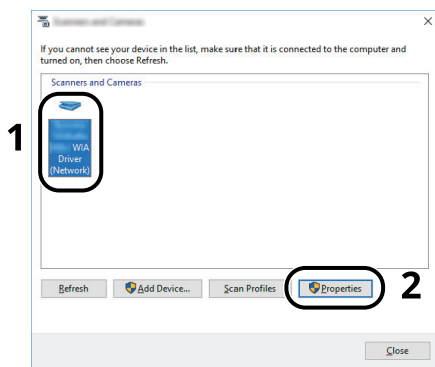 If you cannot see your device in the list, make sure that it is connected to the computer and
turned on, then choose Refresh.
Scanners and Cameras
1
WIA
Driver
(Network)
Refresh
Add Device...
Scan Profiles
Properties
2
Close